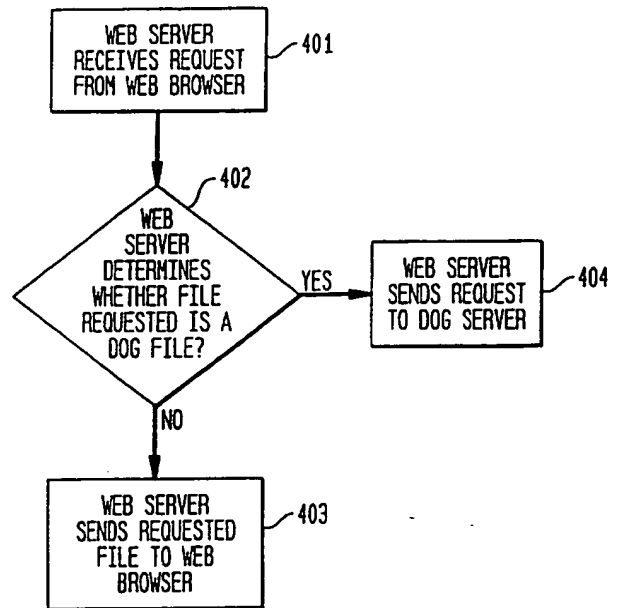 WEB SERVER
RECEIVES REQUEST
FROM WEB BROWSER
401
402
WEB
SERVER
DETERMINES
WHETHER FILE
REQUESTED IS A
DOG FILE?
YES
WEB SERVER
SENDS REQUEST
TO DOG SERVER
404
NO
WEB SERVER
SENDS REQUESTED
FILE TO WEB
BROWSER
403